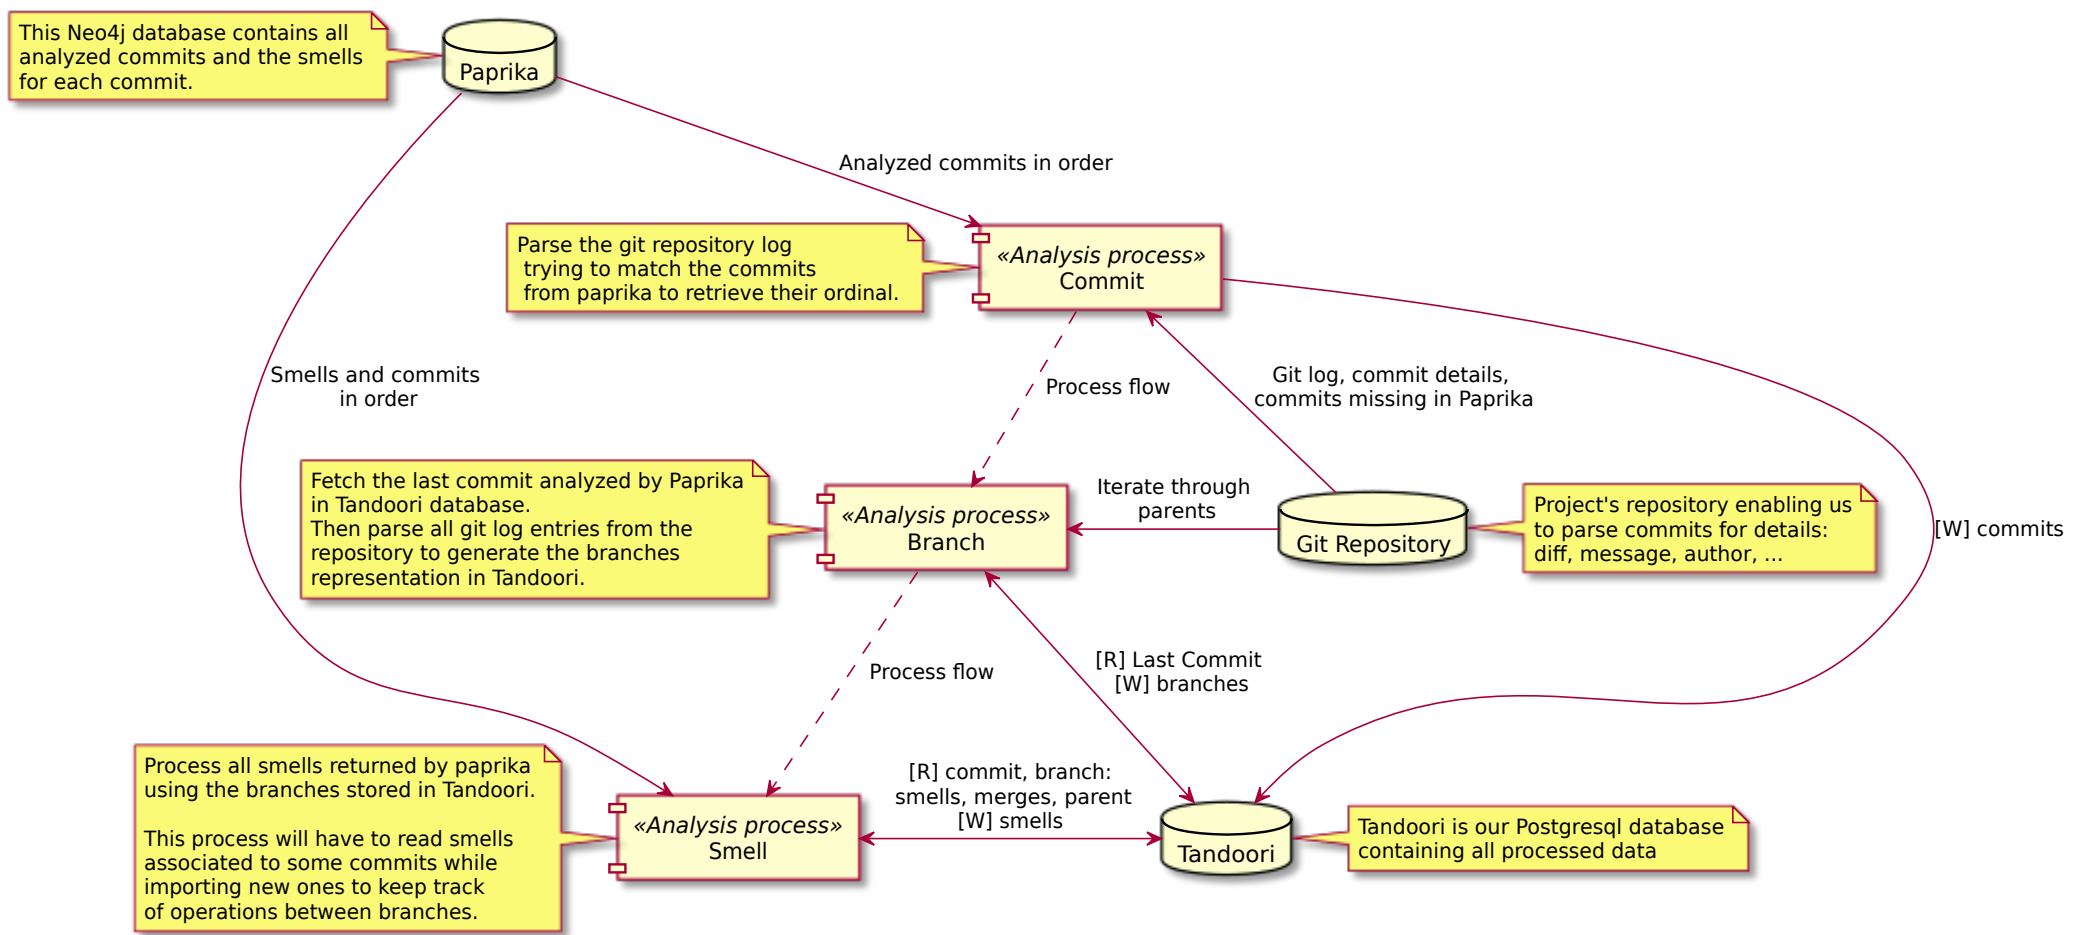 This Neo4j database contains all
analyzed commits and the smells
for each commit.
Paprika
Analyzed commits in order
Parse the git repository log
trying to match the commits
from paprika to retrieve their ordinal.
«Analysis process»
Commit
Smells and commits
in order
Process flow
Git log, commit details,
commits missing in Paprika
Fetch the last commit analyzed by Paprika
in Tandoori database.
Then parse all git log entries from the
repository to generate the branches
representation in Tandoori.
«Analysis process»
Branch
Iterate through
parents
Git Repository
Project's repository enabling us
to parse commits for details:
diff, message, author, ...
[W] commits
Process flow
[R] Last Commit
[W] branches
Process all smells returned by paprika
using the branches stored in Tandoori.
This process will have to read smells
associated to some commits while
importing new ones to keep track
of operations between branches.
«Analysis process»
Smell
[R] commit, branch:
smells, merges, parent
[W] smells
Tandoori
Tandoori is our Postgresql database
containing all processed data